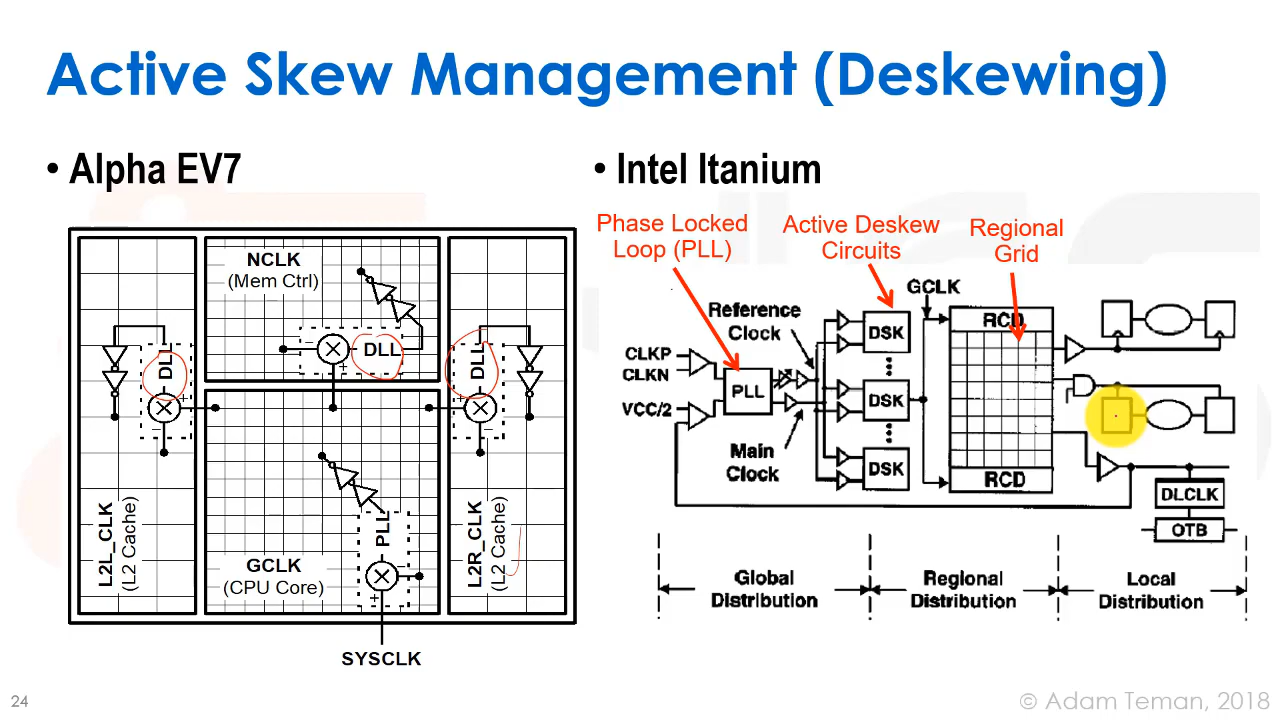 Active Skew Management (Deskewing)
• Alpha EV7
NCLK
(Mem Ctrl)
DLL
+
DLL
+
−
L2L_CLK
(L2 Cache)
DLL
+
−
L2R_CLK
(L2 Cache)
GCLK
(CPU Core)
PLL
−
+
SYSCLK
• Intel Itanium
Phase Locked
Loop (PLL)
Active Deskew
Circuits
Regional
Grid
GCLK
Reference
Clock
CLKP
CLKN
VCC/2
PLL
Main
Clock
DSK
DSK
DSK
RCD
RCD
DLCLK
OTB
Global
Distribution
Regional
Distribution
Local
Distribution
24
© Adam Teman, 2018